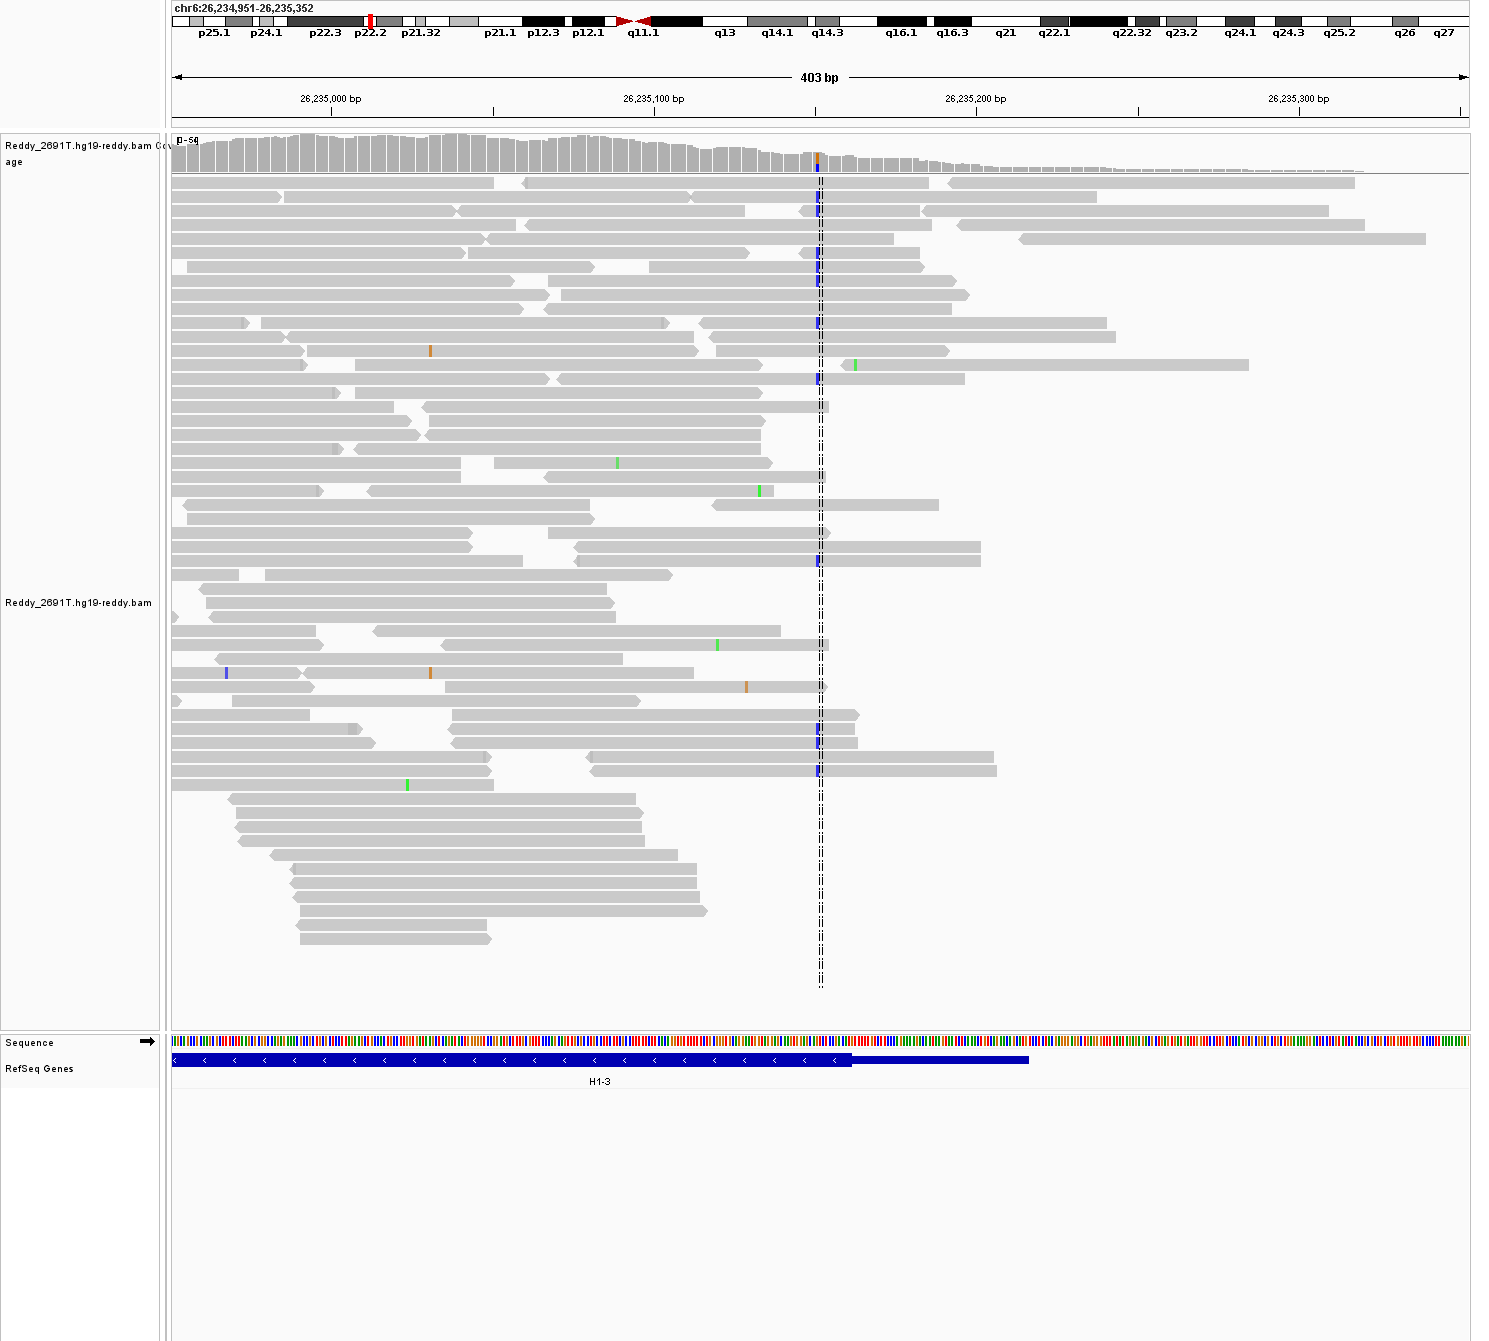 chr6:26,234,951-26,235,352
p25.1 p24.1 p22.3 p22.2 p21.32 p21.1 p12.3 p12.1 q11.1 q13 q14.1 q14.3 q16.1 q16.3 q21 q22.1 q22.32 q23.2 q24.1 q24.3 q25.2 q26 q27
403 bp
26,235,000 bp 26,235,100 bp 26,235,200 bp 26,235,300 bp
Reddy_2691T.hg19-reddy.bam
age
Reddy_2691T.hg19-reddy.bam
Sequence
RefSeq Genes
H1-3